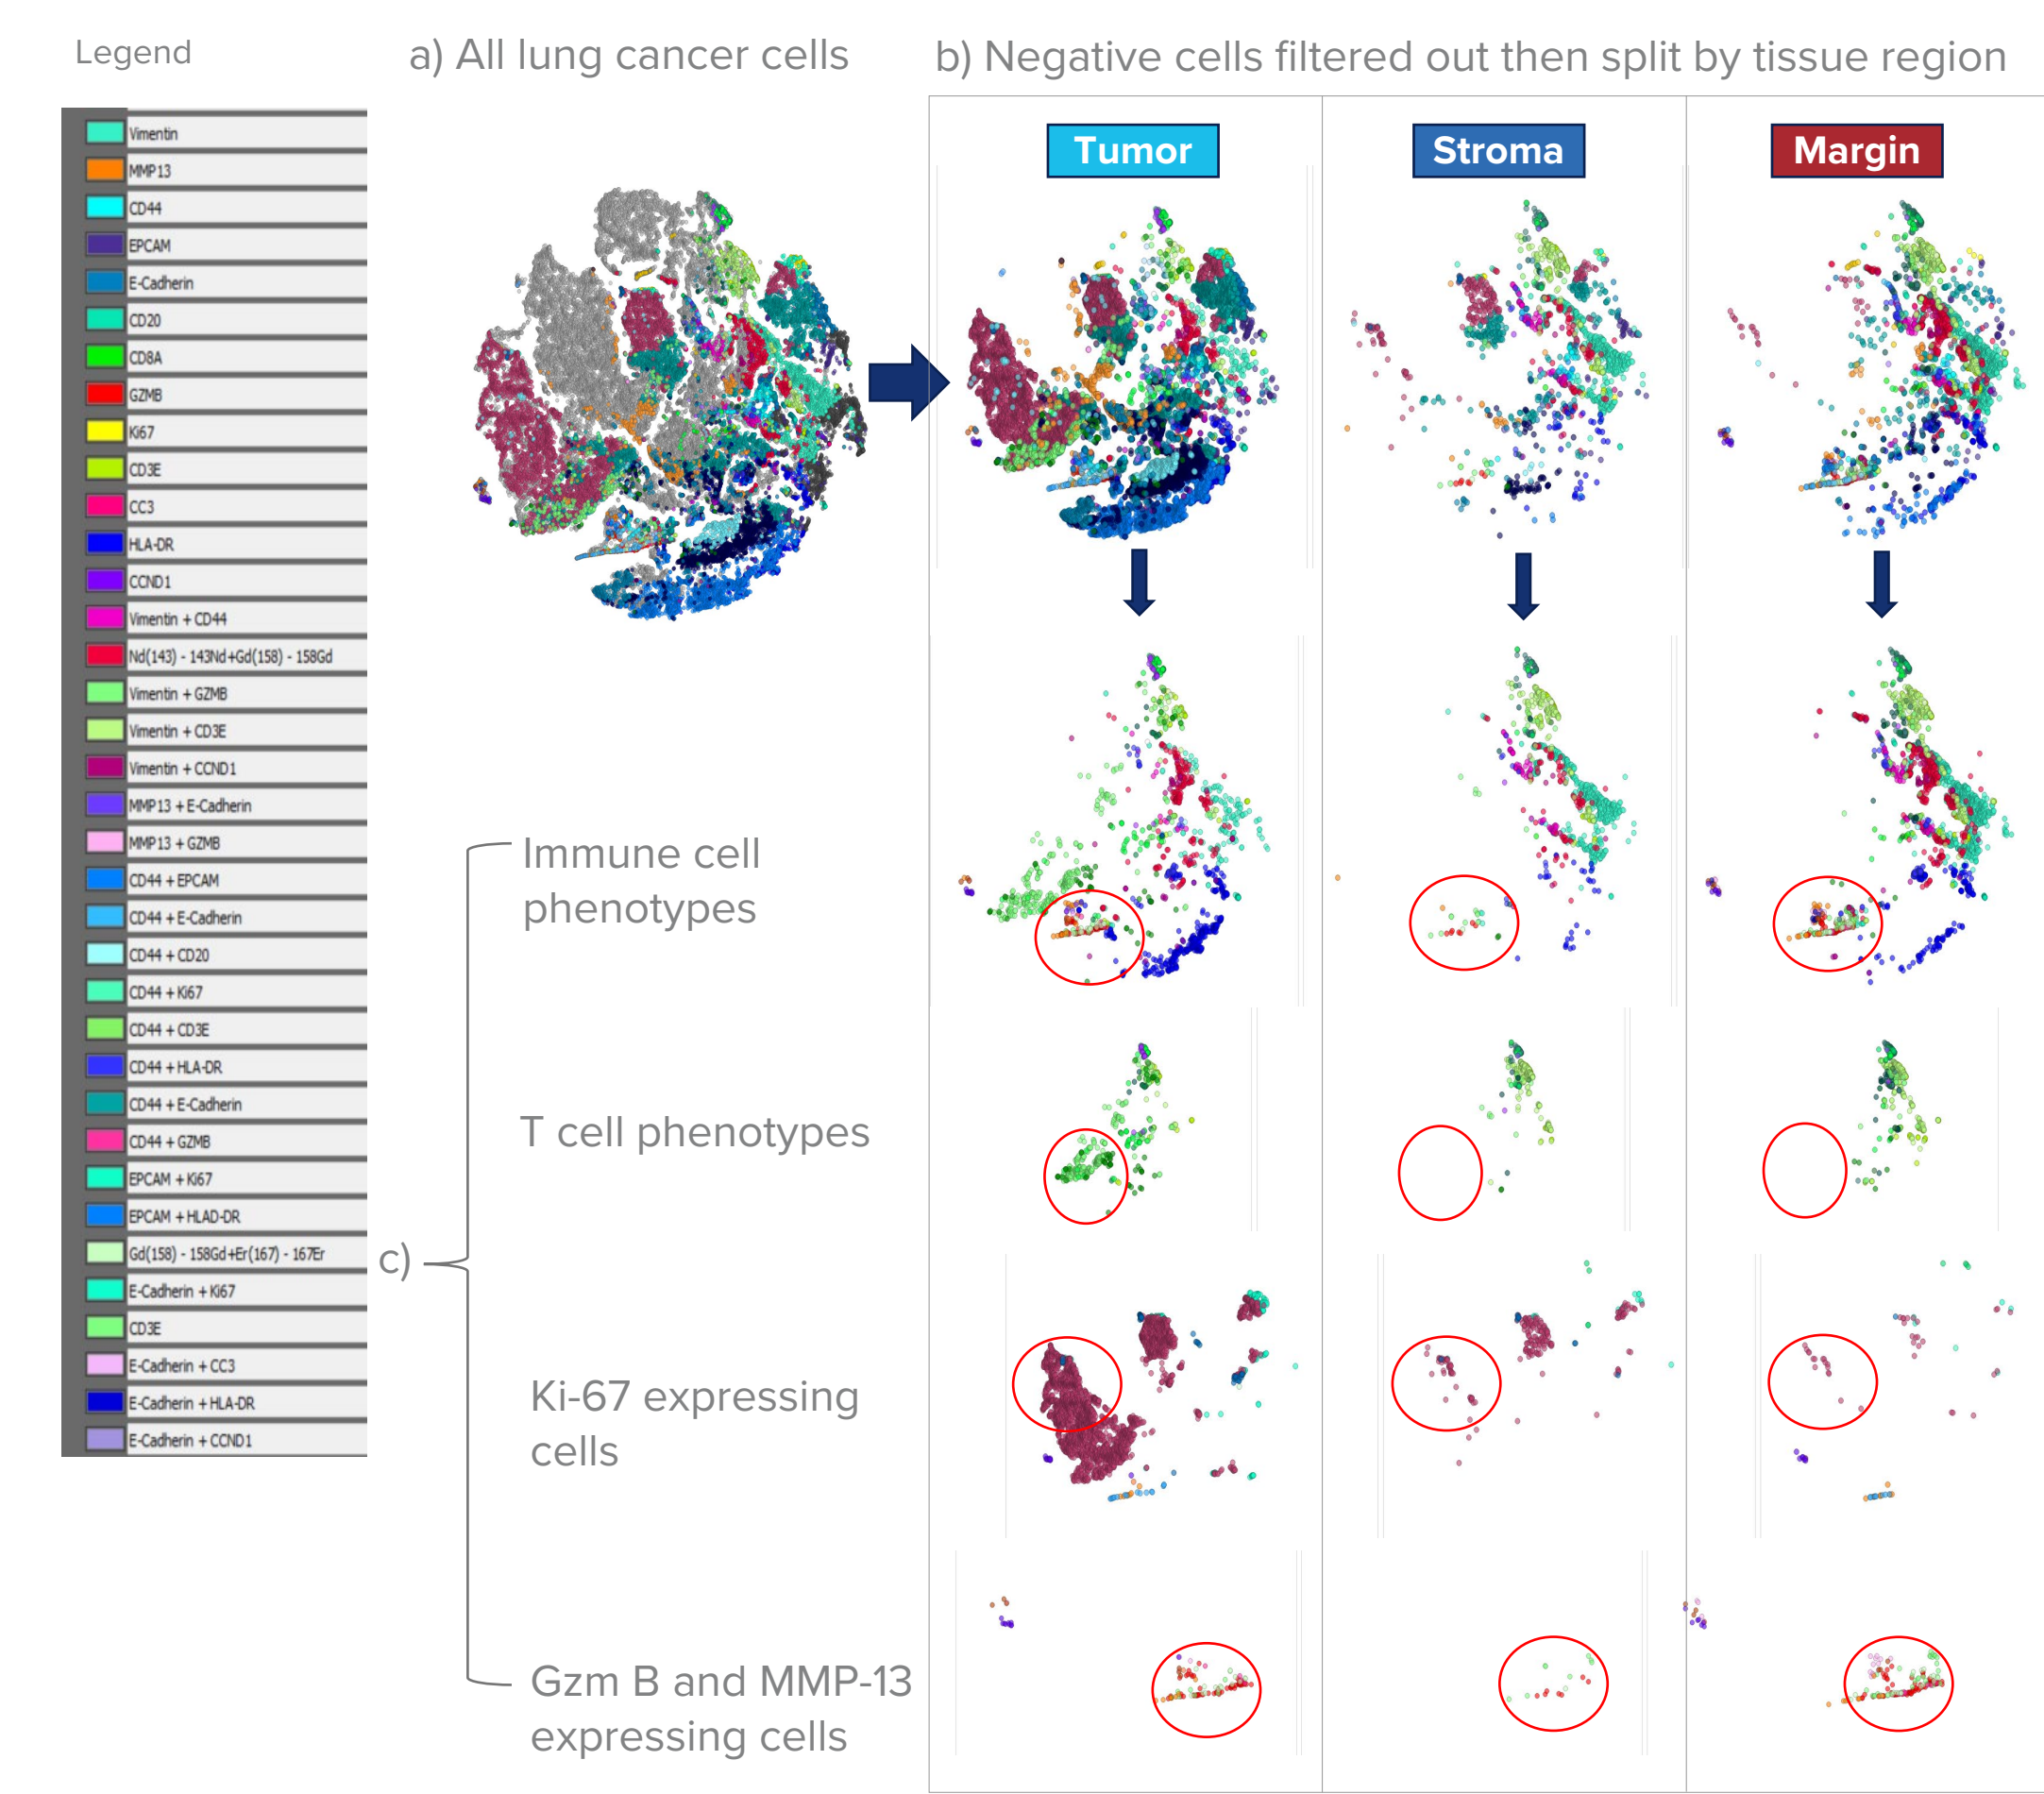 Legend
a) All lung cancer cells
b) Negative cells filtered out then split by tissue region
Vimentin
MMP13
CD44
EPCAM
E-Cadherin
CD20
CD8A
GZMB
Ki67
CD3E
CC3
HLA-DR
CCND1
Vimentin + CD44
Nd(143) - 143Nd+Gd(158) - 158Gd
Vimentin + GZMB
Vimentin + CD3E
Vimentin + CCND1
MMP13 + E-Cadherin
MMP13 + GZMB
CD44 + EPCAM
CD44 + E-Cadherin
CD44 + CD20
CD44 + Ki67
CD44 + CD3E
CD44 + HLA-DR
CD44 + E-Cadherin
CD44 + GZMB
EPCAM + Ki67
EPCAM + HLAD-DR
Gd(158) - 158Gd+Er(167) - 167Er
E-Cadherin + Ki67
CD3E
E-Cadherin + CC3
E-Cadherin + HLA-DR
E-Cadherin + CCND1
Tumor
Stroma
Margin
c)
Immune cell
phenotypes
T cell phenotypes
Ki-67 expressing
cells
Gzm B and MMP-13
expressing cells